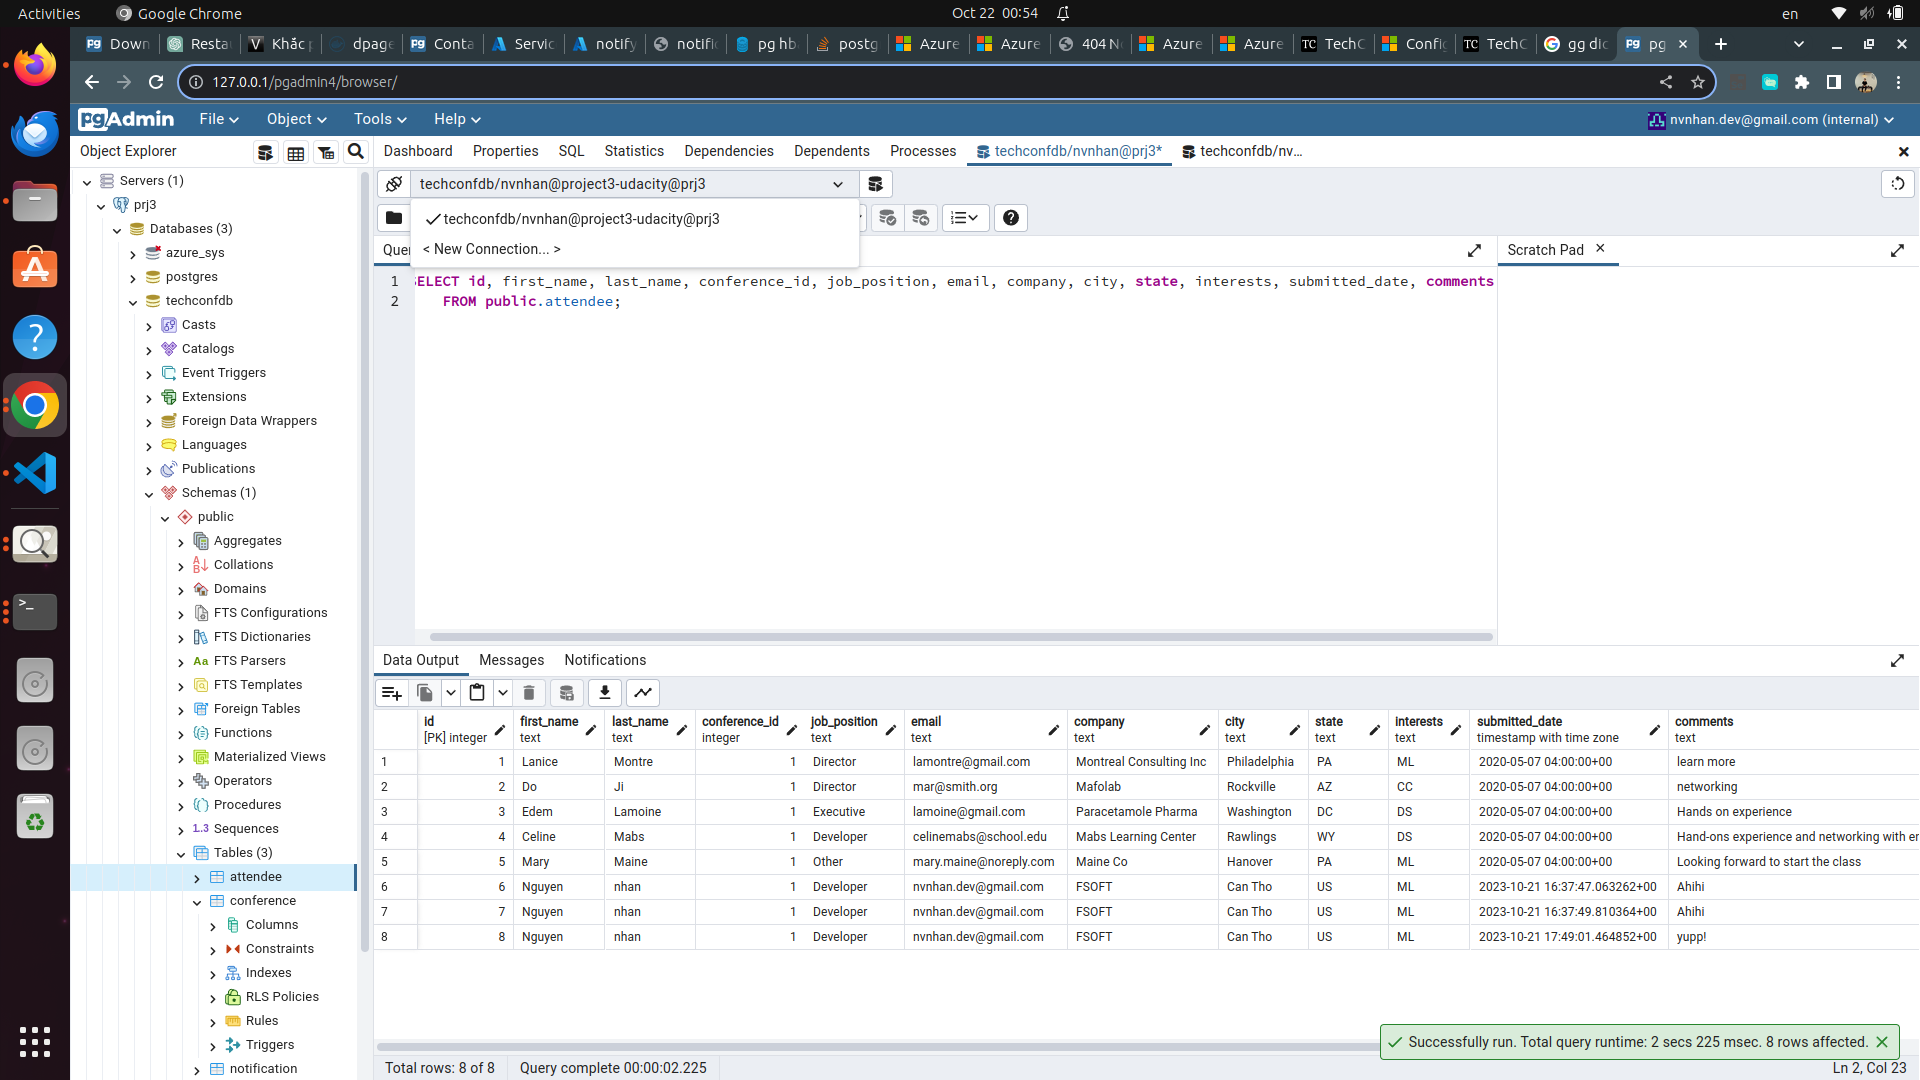 Activities
Google Chrome
Oct 22 00:54
en
Down
Resta
Khắc
dpage
Conta
Servic
notify
notifi
pg hb
postg
Azure
Azure
404 N
Azure
Azure
TechC
Config
TechC
gg dic
pg
127.0.0.1/pgadmin4/browser/
pgAdmin
File
Object
Tools
Help
nvnhan.dev@gmail.com (internal)
Object Explorer
Dashboard
Properties
SQL
Statistics
Dependencies
Dependents
Processes
techconfdb/nvnhan@prj3*
techconfdb/nv...
Servers (1)
prj3
Databases (3)
azure_sys
postgres
techconfdb
Casts
Catalogs
Event Triggers
Extensions
Foreign Data Wrappers
Languages
Publications
Schemas (1)
public
Aggregates
Collations
Domains
FTS Configurations
FTS Dictionaries
FTS Parsers
FTS Templates
Foreign Tables
Functions
Materialized Views
Operators
Procedures
1.3 Sequences
Tables (3)
attendee
conference
Columns
Constraints
Indexes
RLS Policies
Rules
Triggers
notification
techconfdb/nvnhan@project3-udacity@prj3
techconfdb/nvnhan@project3-udacity@prj3
< New Connection... >
Quer
Scratch Pad
1 SELECT id, first_name, last_name, conference_id, job_position, email, company, city, state, interests, submitted_date, comments
2 FROM public.attendee;
Data Output
Messages
Notifications
id first_name last_name conference_id job_position email company city state interests submitted_date comments
[PK] integer text text integer text text text text text text timestamp with time zone text
1 1 Lanice Montre 1 Director lamontre@gmail.com Montreal Consulting Inc Philadelphia PA ML 2020-05-07 04:00:00+00 learn more
2 2 Do Ji 1 Director mar@smith.org Mafolab Rockville AZ CC 2020-05-07 04:00:00+00 networking
3 3 Edem Lamoine 1 Executive lamoine@gmail.com Paracetamole Pharma Washington DC DS 2020-05-07 04:00:00+00 Hands on experience
4 4 Celine Mabs 1 Developer celinemabs@school.edu Mabs Learning Center Rawlings WY DS 2020-05-07 04:00:00+00 Hand-ons experience and networking with en
5 5 Mary Maine 1 Other mary.maine@noreply.com Maine Co Hanover PA ML 2020-05-07 04:00:00+00 Looking forward to start the class
6 6 Nguyen nhan 1 Developer nvnhan.dev@gmail.com FSOFT Can Tho US ML 2023-10-21 16:37:47.063262+00 Ahihi
7 7 Nguyen nhan 1 Developer nvnhan.dev@gmail.com FSOFT Can Tho US ML 2023-10-21 16:37:49.810364+00 Ahihi
8 8 Nguyen nhan 1 Developer nvnhan.dev@gmail.com FSOFT Can Tho US ML 2023-10-21 17:49:01.464852+00 yupp!
Successfully run. Total query runtime: 2 secs 225 msec. 8 rows affected.
Total rows: 8 of 8
Query complete 00:00:02.225
Ln 2, Col 23